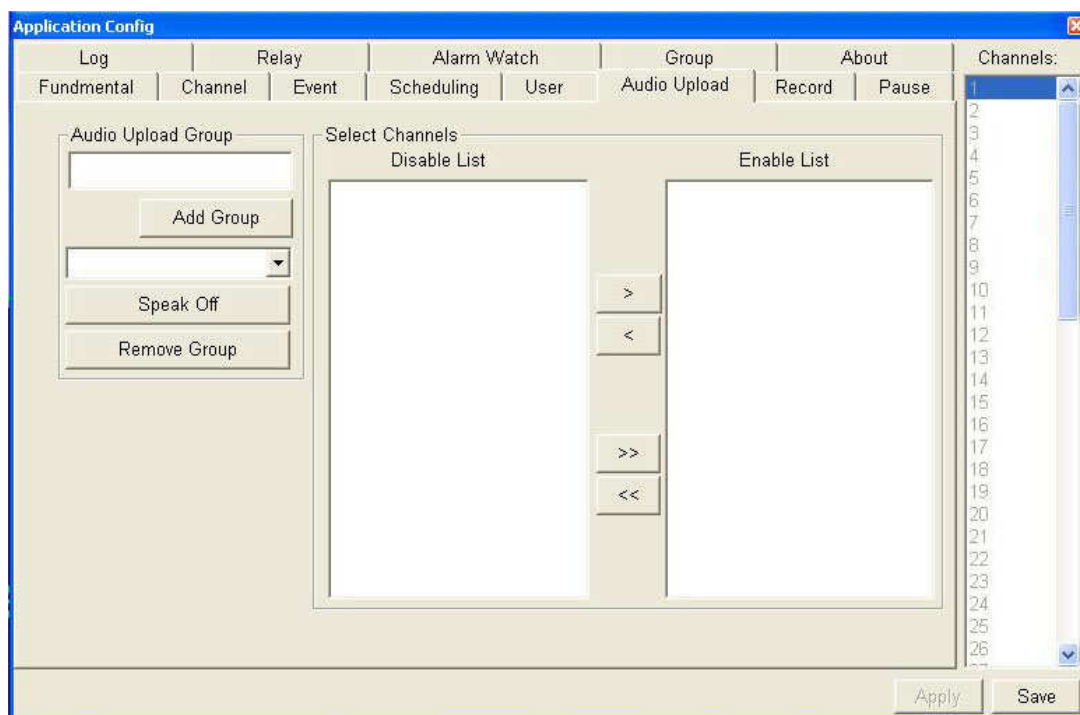 Application Config
Log Relay Alarm Watch Group About
Fundmental Channel Event Scheduling User Audio Upload Record Pause
Audio Upload Group
Add Group
Speak Off
Remove Group
Select Channels
Disable List Enable List
>
<
>>
<<
Channels:
1
2
3
4
5
6
7
8
9
10
11
12
13
14
15
16
17
18
19
20
21
22
23
24
25
26
Apply Save